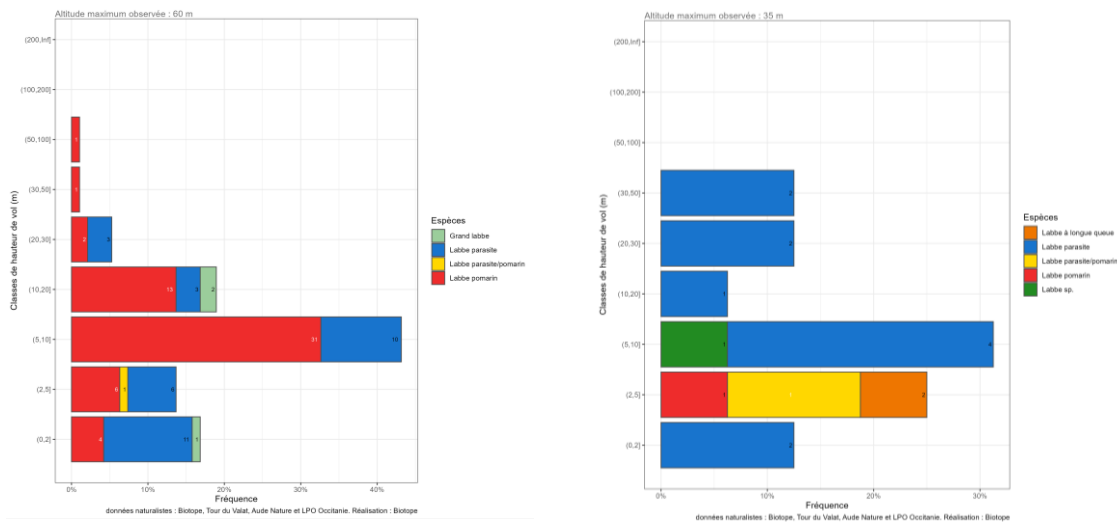 Altitude maximum observée : 60 m
Classes de hauteur de vol (m)
(200,Inf]
(100,200]
(50,100]
1
(30,50]
1
(20,30]
2 3
(10,20]
13 3 2
(5,10]
31 10
(2,5]
6 1 6
(0,2]
4 11 1
0% 10% 20% 30% 40%
Fréquence
données naturalistes : Biotope, Tour du Valat, Aude Nature et LPO Occitanie. Réalisation : Biotope
Espèces
Grand labbe
Labbe parasite
Labbe parasite/pomarin
Labbe pomarin
Altitude maximum observée : 35 m
Classes de hauteur de vol (m)
(200,Inf]
(100,200]
(50,100]
(30,50]
2
(20,30]
2
(10,20]
1
(5,10]
1 4
(2,5]
1 1 2
(0,2]
2
0% 10% 20% 30%
Fréquence
données naturalistes : Biotope, Tour du Valat, Aude Nature et LPO Occitanie. Réalisation : Biotope
Espèces
Labbe à longue queue
Labbe parasite
Labbe parasite/pomarin
Labbe pomarin
Labbe sp.